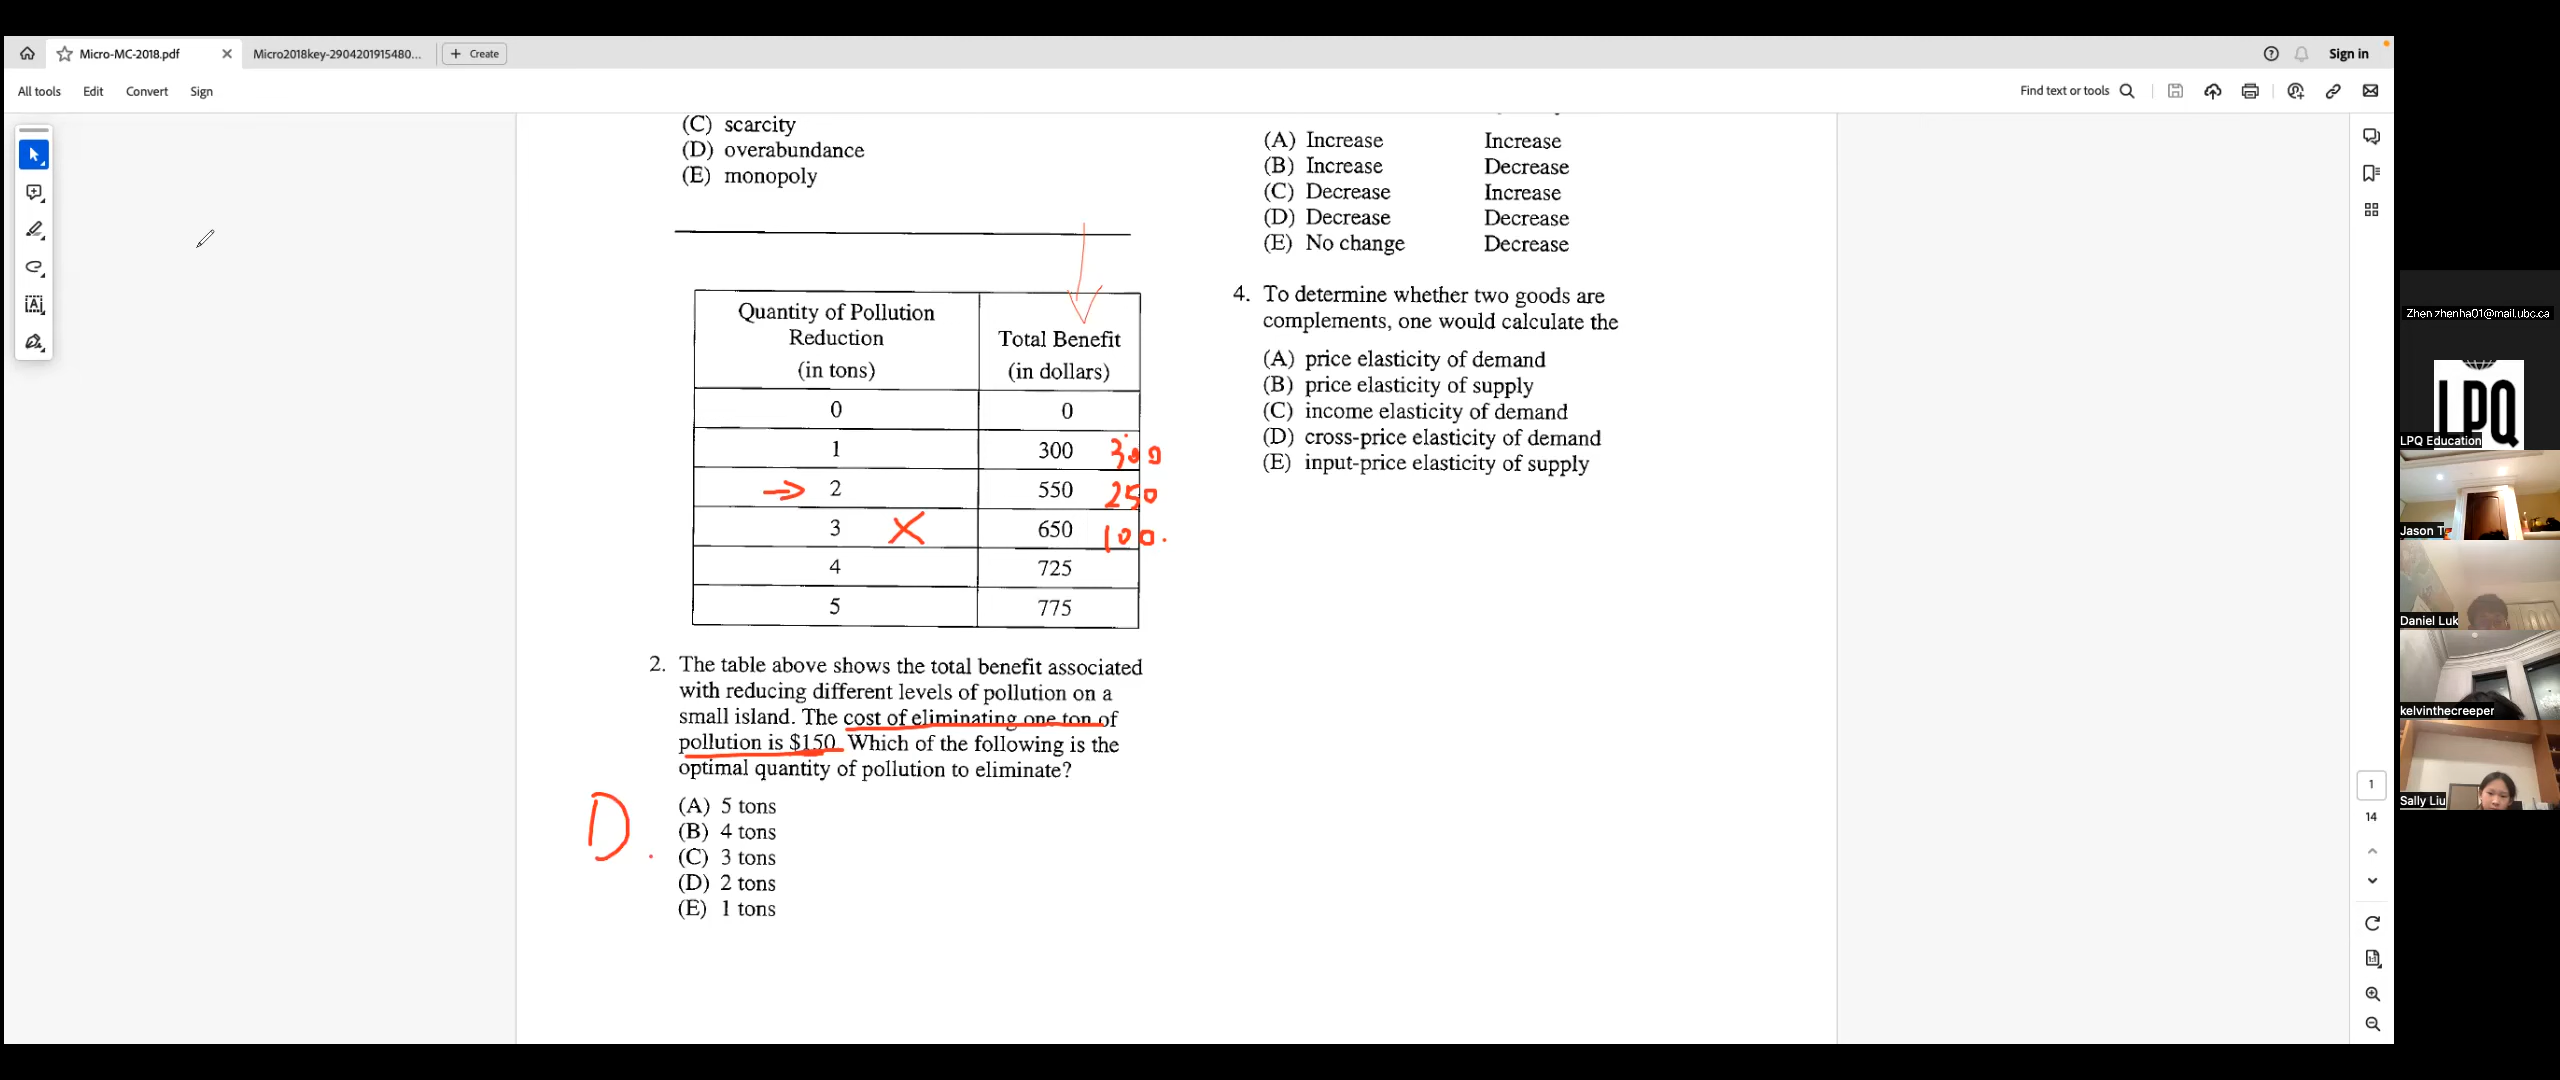 Micro-MC-2018.pdf
Micro2018key-2904201915480...
Create
Sign in
All tools Edit Convert Sign
Find text or tools
(C) scarcity
(D) overabundance
(E) monopoly
Quantity of Pollution Reduction (in tons) Total Benefit (in dollars)
0 0
1 300 300
→ 2 550 250
3 X 650 100.
4 725
5 775
2. The table above shows the total benefit associated
with reducing different levels of pollution on a
small island. The cost of eliminating one ton of
pollution is $150. Which of the following is the
optimal quantity of pollution to eliminate?
D.
(A) 5 tons
(B) 4 tons
(C) 3 tons
(D) 2 tons
(E) 1 tons
(A) Increase Increase
(B) Increase Decrease
(C) Decrease Increase
(D) Decrease Decrease
(E) No change Decrease
4. To determine whether two goods are
complements, one would calculate the
(A) price elasticity of demand
(B) price elasticity of supply
(C) income elasticity of demand
(D) cross-price elasticity of demand
(E) input-price elasticity of supply
1
14
Zhen zhenha01@mail.ubc.ca
LPQ
LPQ Education
Jason T
Daniel Luk
kelvinthecreeper
Sally Liu